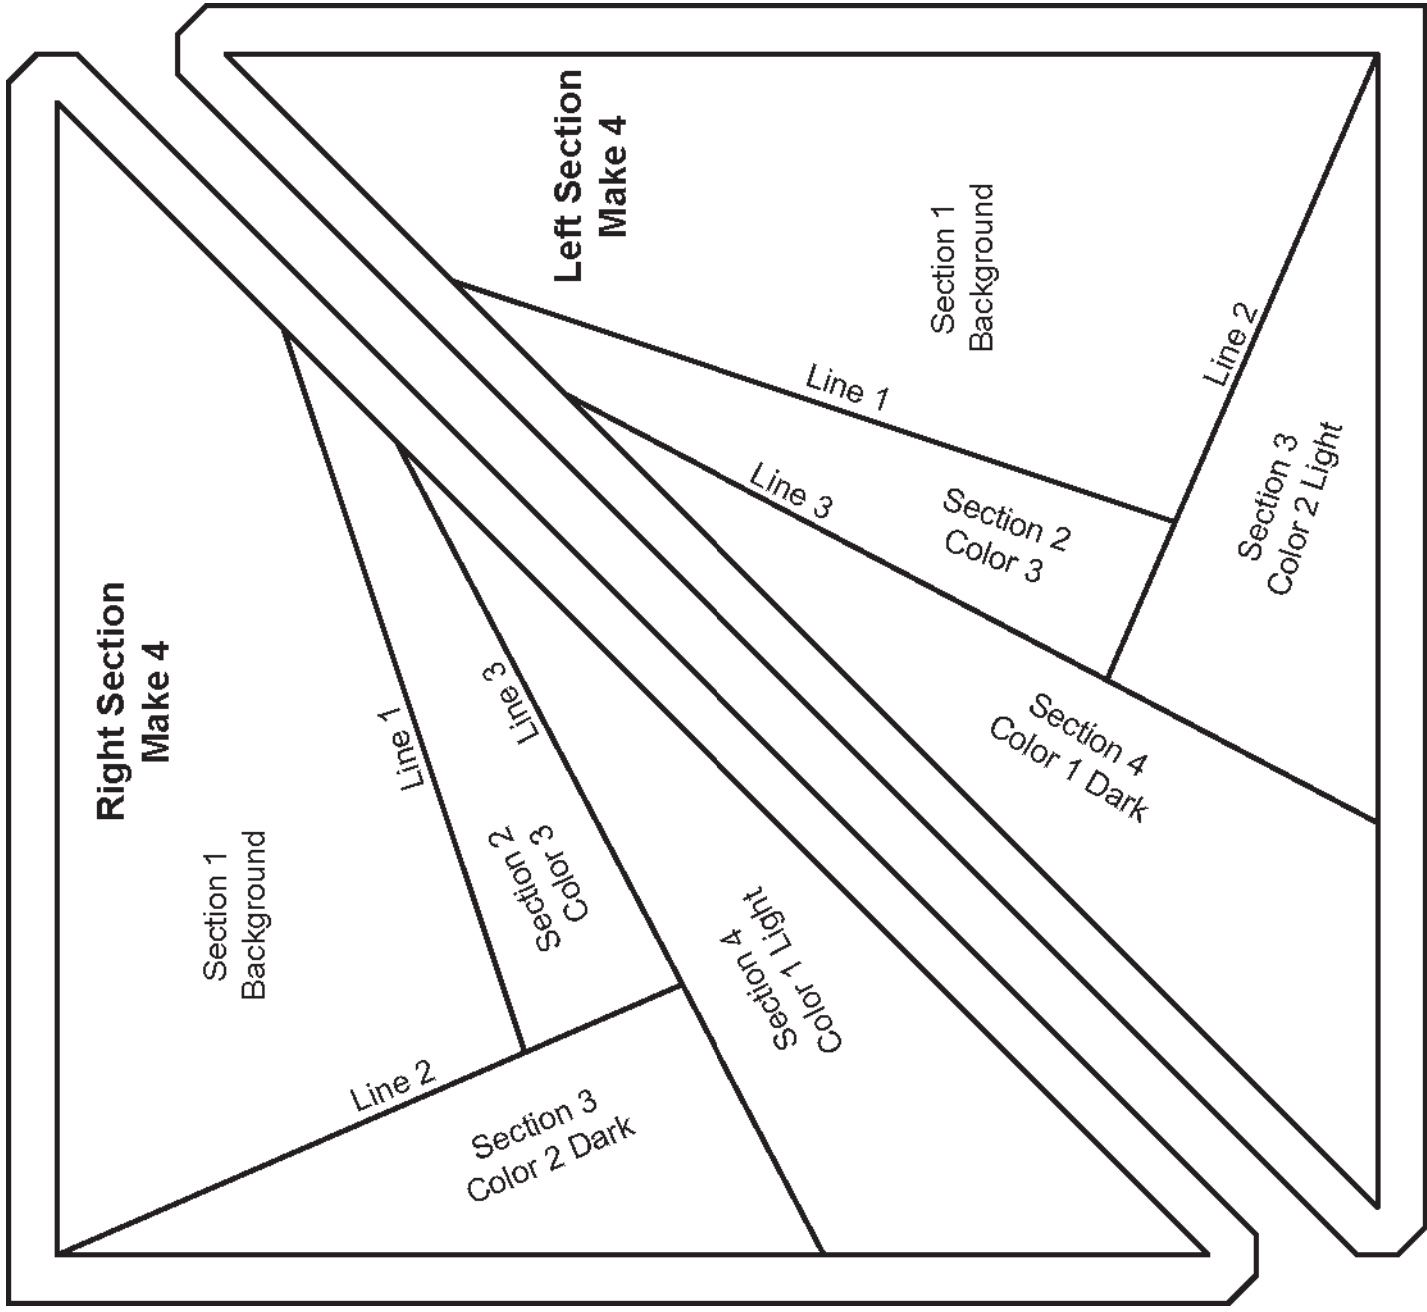 Left Section
Make 4
Section 1
Background
Line 1
Line 2
Line 3
Section 2
Color 3
Section 3
Color 2 Light
Section 4
Color 1 Dark
Right Section
Make 4
Section 1
Background
Line 1
Line 3
Section 2
Color 3
Section 4
Color 1 Light
Line 2
Section 3
Color 2 Dark